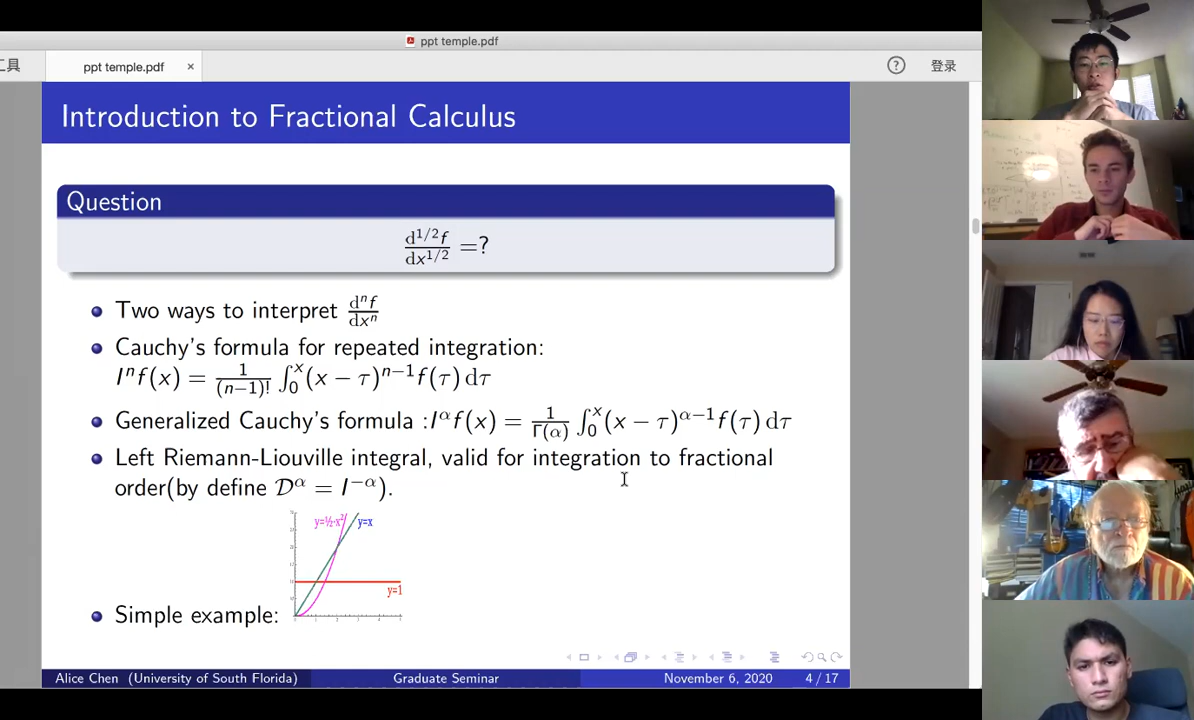 ppt temple.pdf
工具
ppt temple.pdf ×
? 登录
Introduction to Fractional Calculus
Question
d^{1/2}f/dx^{1/2} =?
Two ways to interpret d^n f/dx^n
Cauchy's formula for repeated integration:
I^n f(x) = 1/(n−1)! ∫_0^x (x − τ)^{n−1} f(τ) dτ
Generalized Cauchy's formula :I^α f(x) = 1/Γ(α) ∫_0^x (x − τ)^{α−1} f(τ) dτ
Left Riemann-Liouville integral, valid for integration to fractional
order(by define D^α = I^{−α}).
y=½·x² y=x
y=1
Simple example:
Alice Chen (University of South Florida) Graduate Seminar November 6, 2020 4 / 17